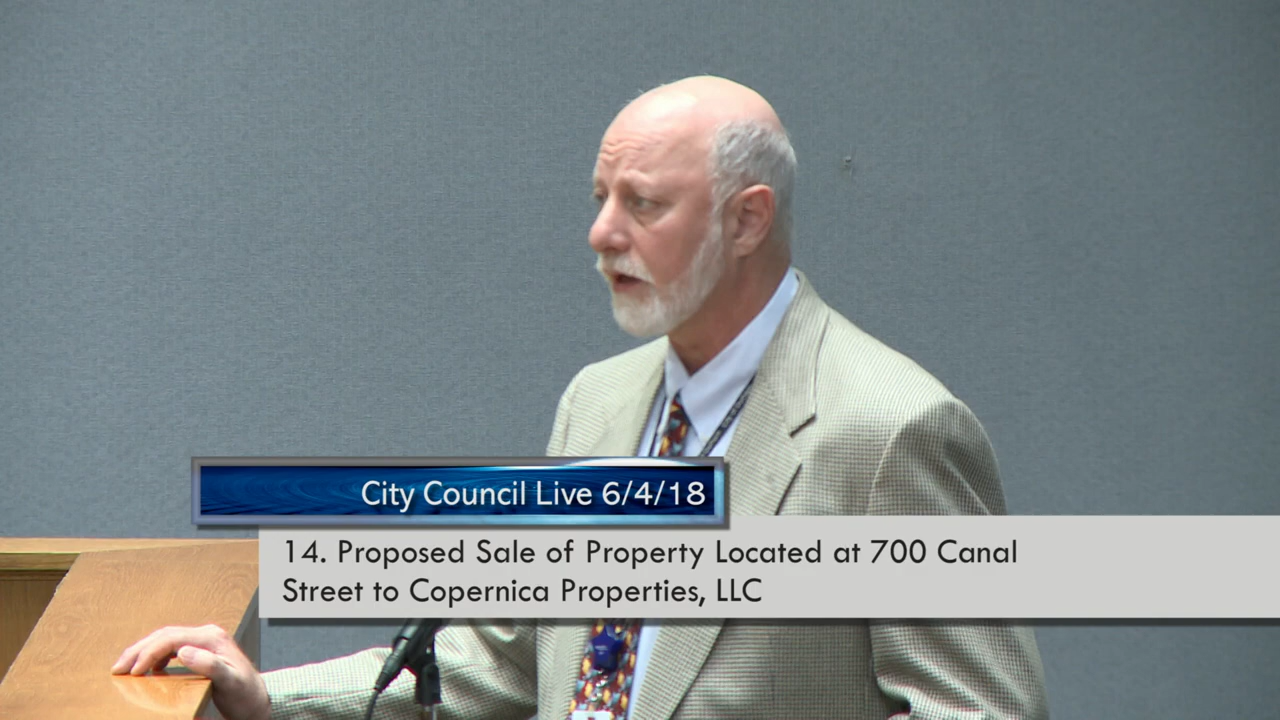 City Council Live 6/4/18
14. Proposed Sale of Property Located at 700 Canal
Street to Copernica Properties, LLC